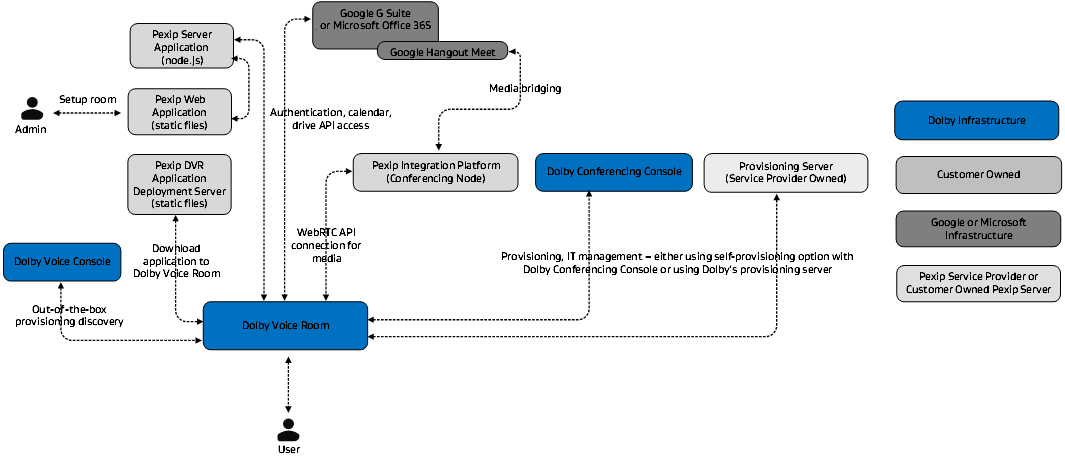 Google G Suite
or Microsoft Office 365
Google Hangout Meet
Pexip Server
Application
(node.js)
Media bridging
Setup room
Admin
Pexip Web
Application
(static files)
Authentication, calendar,
drive API access
Dolby Infrastructure
Pexip DVR
Application
Deployment Server
(static files)
Pexip Integration Platform
(Conferencing Node)
Dolby Conferencing Console
Provisioning Server
(Service Provider Owned)
Customer Owned
Google or Microsoft
Infrastructure
Dolby Voice Console
Download
application to
Dolby Voice Room
WebRTC API
connection for
media
Provisioning, IT management – either using self-provisioning option with
Dolby Conferencing Console or using Dolby's provisioning server
Pexip Service Provider or
Customer Owned Pexip Server
Out-of-the-box
provisioning discovery
Dolby Voice Room
User